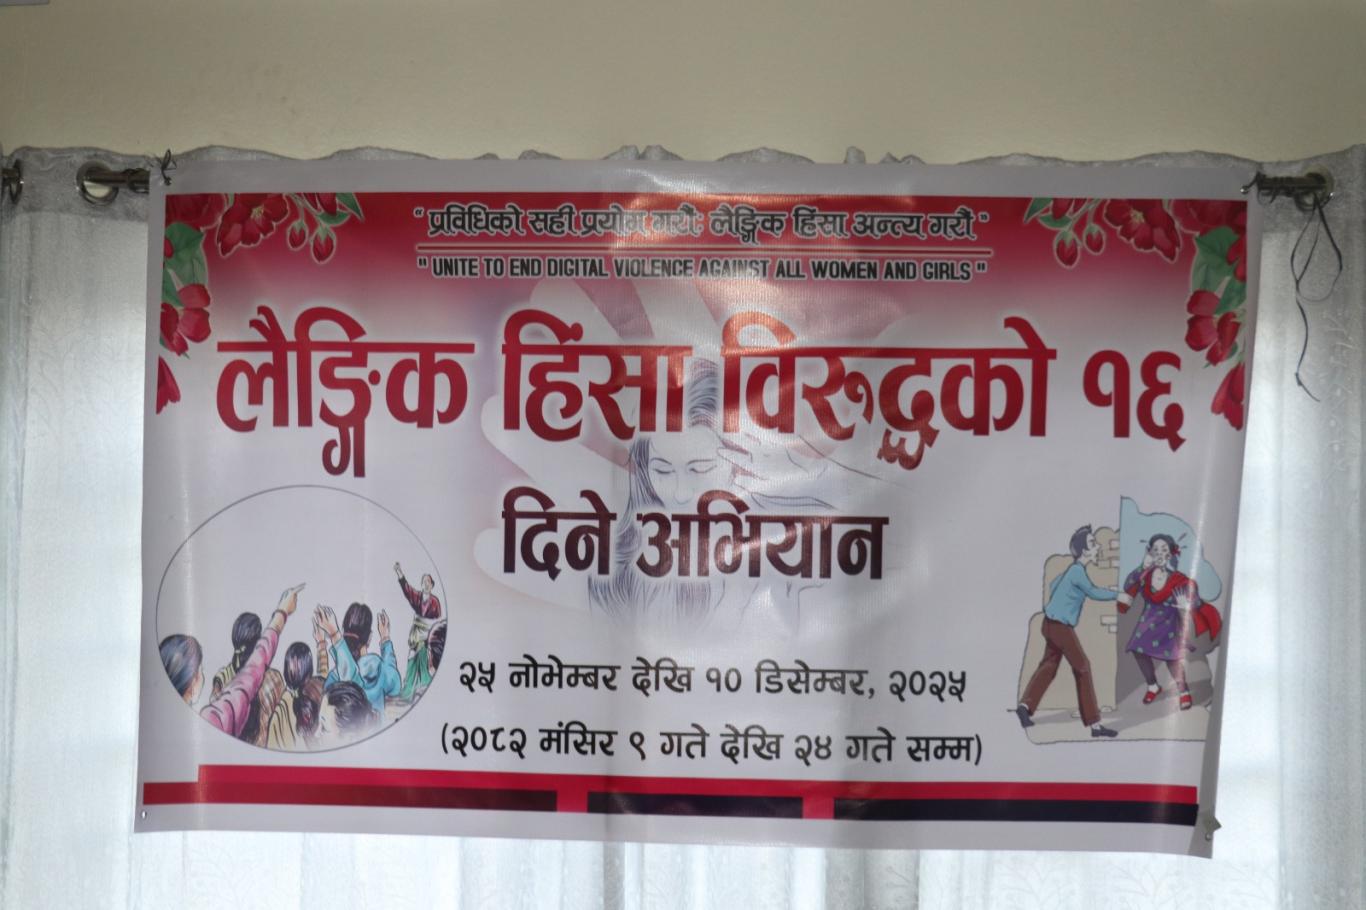 “ प्रविधिको सही प्रयोग गरौं: लैङ्गिक हिंसा अन्त्य गरौं ”
" UNITE TO END DIGITAL VIOLENCE AGAINST ALL WOMEN AND GIRLS "
लैङ्गिक हिंसा विरूद्धको १६
दिने अभियान
२५ नोभेम्बर देखि १० डिसेम्बर, २०२५
(२०८२ मंसिर ९ गते देखि २४ गते सम्म)